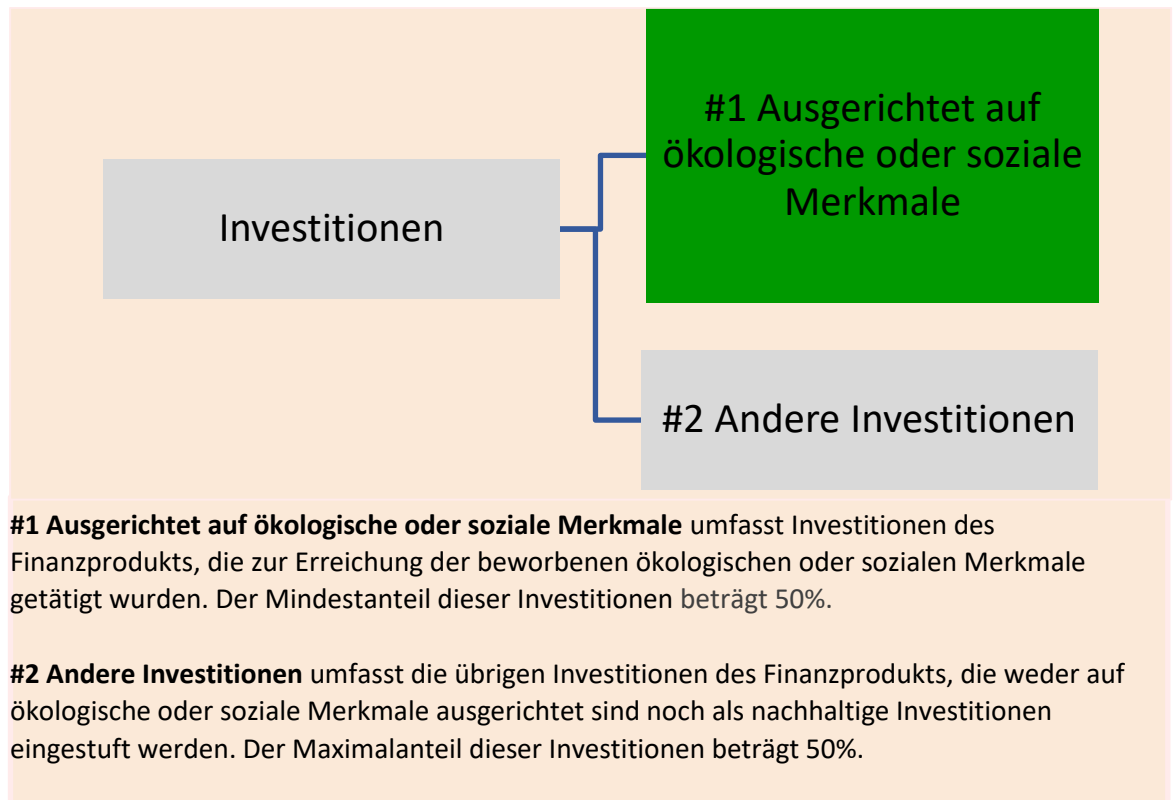 #1 Ausgerichtet auf
ökologische oder soziale
Merkmale
Investitionen
#2 Andere Investitionen
#1 Ausgerichtet auf ökologische oder soziale Merkmale umfasst Investitionen des
Finanzprodukts, die zur Erreichung der beworbenen ökologischen oder sozialen Merkmale
getätigt wurden. Der Mindestanteil dieser Investitionen beträgt 50%.
#2 Andere Investitionen umfasst die übrigen Investitionen des Finanzprodukts, die weder auf
ökologische oder soziale Merkmale ausgerichtet sind noch als nachhaltige Investitionen
eingestuft werden. Der Maximalanteil dieser Investitionen beträgt 50%.